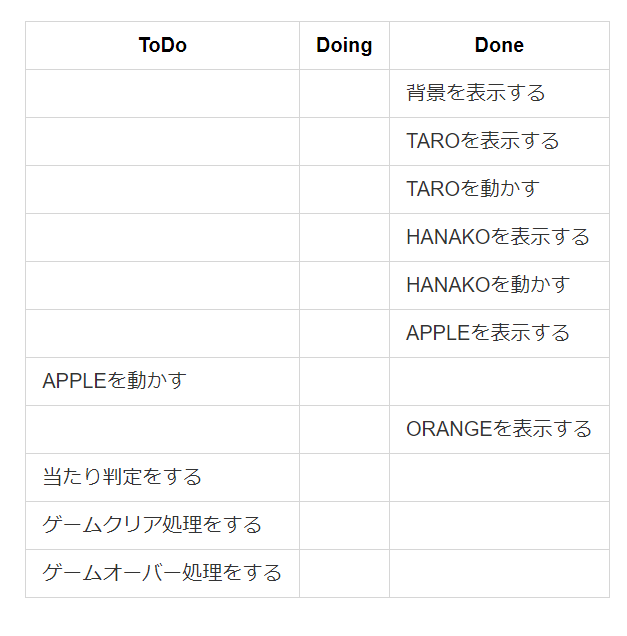 ToDo Doing Done
背景を表示する
TAROを表示する
TAROを動かす
HANAKOを表示する
HANAKOを動かす
APPLEを表示する
APPLEを動かす
ORANGEを表示する
当たり判定をする
ゲームクリア処理をする
ゲームオーバー処理をする